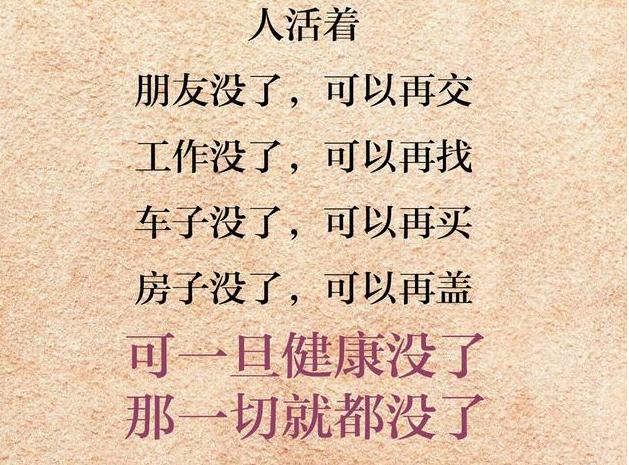 人活着
朋友没了，可以再交
工作没了，可以再找
车子没了，可以再买
房子没了，可以再盖
可一旦健康没了
那一切就都没了